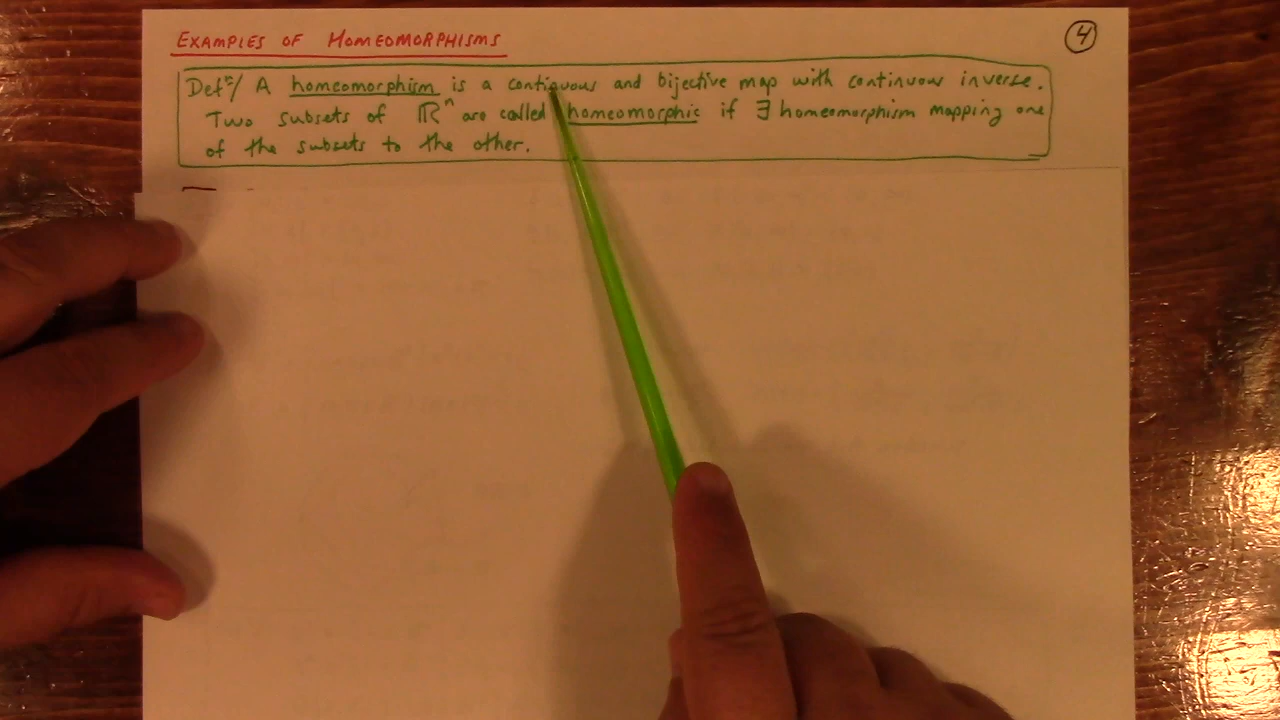 EXAMPLES OF HOMEOMORPHISMS
4
Defⁿ/ A homeomorphism is a continuous and bijective map with continuous inverse.
Two subsets of ℝⁿ are called homeomorphic if ∃ homeomorphism mapping one
of the subsets to the other.